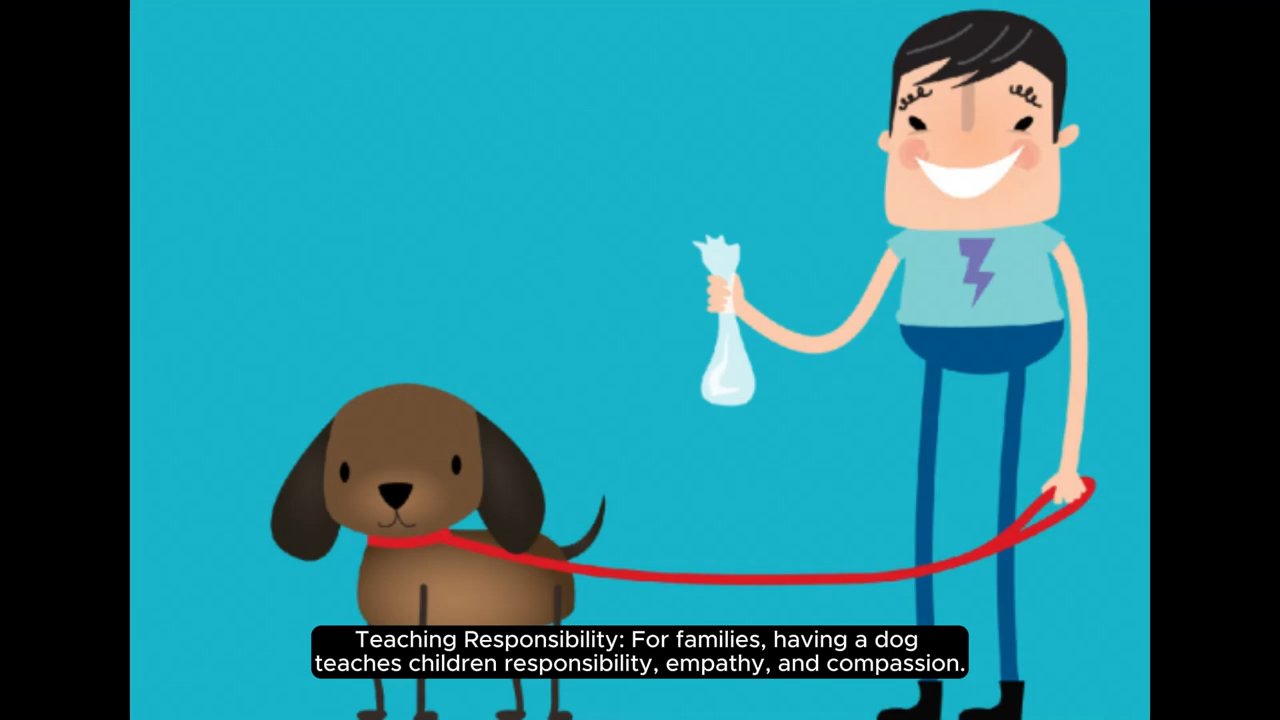 Teaching Responsibility: For families, having a dog
teaches children responsibility, empathy, and compassion.